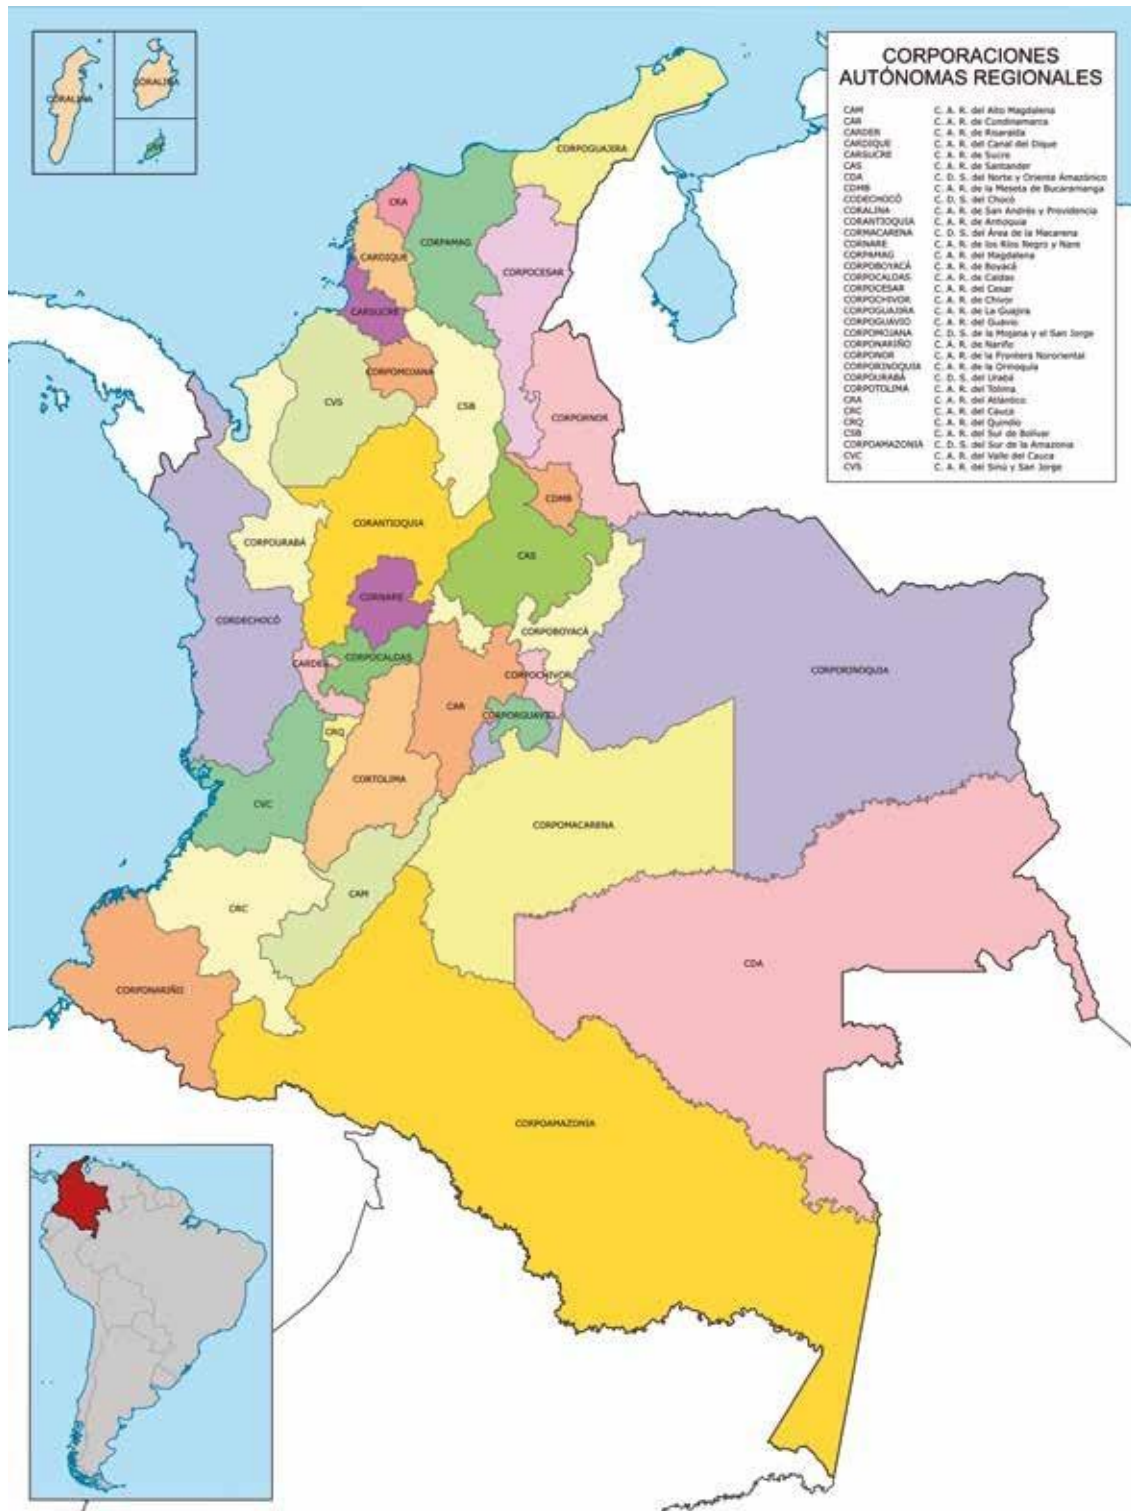 CORPORACIONES
AUTÓNOMAS REGIONALES
CAM C. A. R. del Alto Magdalena
CAR C. A. R. de Cundinamarca
CARDER C. A. R. de Risaralda
CARDIQUE C. A. R. del Canal del Dique
CARSUCRE C. A. R. de Sucre
CAS C. A. R. de Santander
CDA C. D. S. del Norte y Oriente Amazónico
CDMB C. A. R. de la Meseta de Bucaramanga
CODECHOCÓ C. D. S. del Chocó
CORALINA C. A. R. de San Andrés y Providencia
CORANTIOQUIA C. A. R. de Antioquia
CORMACARENA C. D. S. del Área de la Macarena
CORNARE C. A. R. de los Ríos Negro y Nare
CORPAMAG C. A. R. del Magdalena
CORPOBOYACÁ C. A. R. de Boyacá
CORPOCALDAS C. A. R. de Caldas
CORPOCESAR C. A. R. del Cesar
CORPOCHIVOR C. A. R. de Chivor
CORPOGUAJIRA C. A. R. de La Guajira
CORPOGUAVIO C. A. R. del Guavio
CORPOMOJANA C. D. S. de la Mojana y el San Jorge
CORPONARIÑO C. A. R. de Nariño
CORPONOR C. A. R. de la Frontera Nororiental
CORPORINOQUIA C. A. R. de la Orinoquía
CORPOURABÁ C. D. S. del Urabá
CORPOTOLIMA C. A. R. del Tolima
CRA C. A. R. del Atlántico
CRC C. A. R. del Cauca
CRQ C. A. R. del Quindío
CSB C. A. R. del Sur de Bolívar
CORPOAMAZONIA C. D. S. del Sur de la Amazonia
CVC C. A. R. del Valle del Cauca
CVS C. A. R. del Sinú y San Jorge
CORALINA
CORALINA
CORPOGUAJIRA
CRA
CORPAMAG
CARDIQUE
CORPOCESAR
CARSUCRE
CORPOMOJANA
CVS
CSB
CORPORNOR
CDMB
CORANTIOQUIA
CORPOURABÁ
CAS
CORNARE
CORDECHOCÓ
CORPOBOYACÁ
CARDER
CORPOCALDAS
CORPOCHIVOR
CORPORINOQUIA
CAR
CORPORGUAVIO
CRQ
CORTOLIMA
CVC
CORPOMACARENA
CAM
CRC
CDA
CORPONARIÑO
CORPOAMAZONÍA